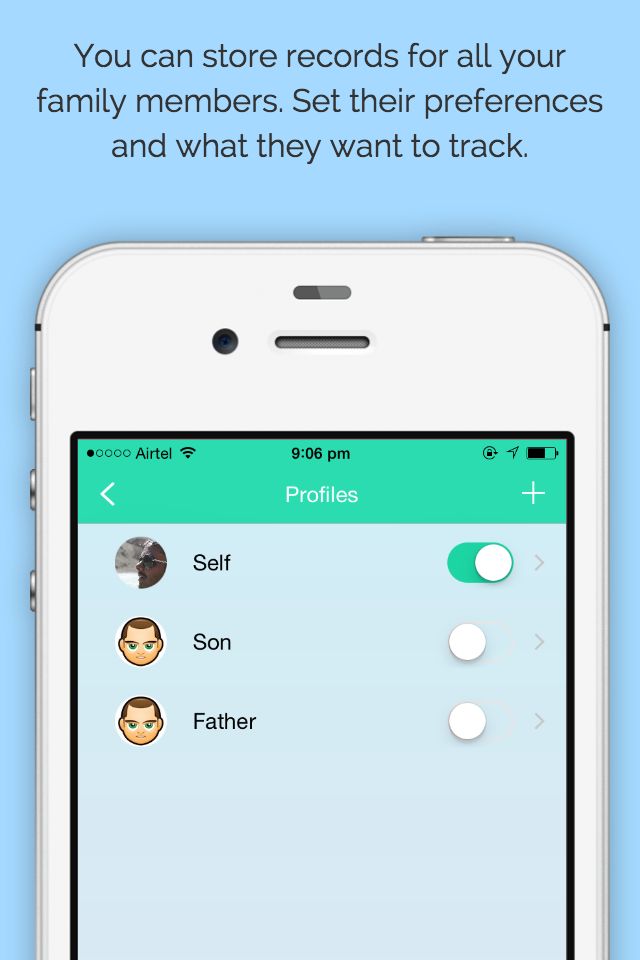 You can store records for all your
family members. Set their preferences
and what they want to track.
Airtel 9:06 pm
Profiles
Self
Son
Father